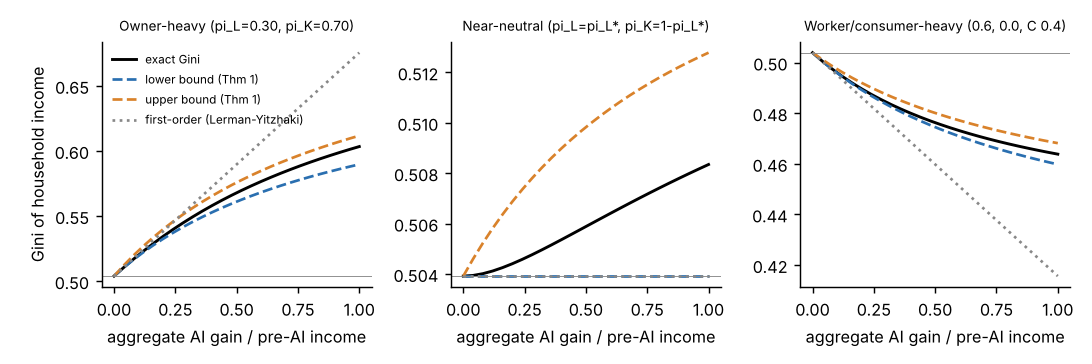 Owner-heavy (pi_L=0.30, pi_K=0.70)
Gini of household income
0.65
0.60
0.55
0.50
exact Gini
lower bound (Thm 1)
upper bound (Thm 1)
first-order (Lerman-Yitzhaki)
0.00 0.25 0.50 0.75 1.00
aggregate AI gain / pre-AI income
Near-neutral (pi_L=pi_L*, pi_K=1-pi_L*)
0.512
0.510
0.508
0.506
0.504
0.00 0.25 0.50 0.75 1.00
aggregate AI gain / pre-AI income
Worker/consumer-heavy (0.6, 0.0, C 0.4)
0.50
0.48
0.46
0.44
0.42
0.00 0.25 0.50 0.75 1.00
aggregate AI gain / pre-AI income